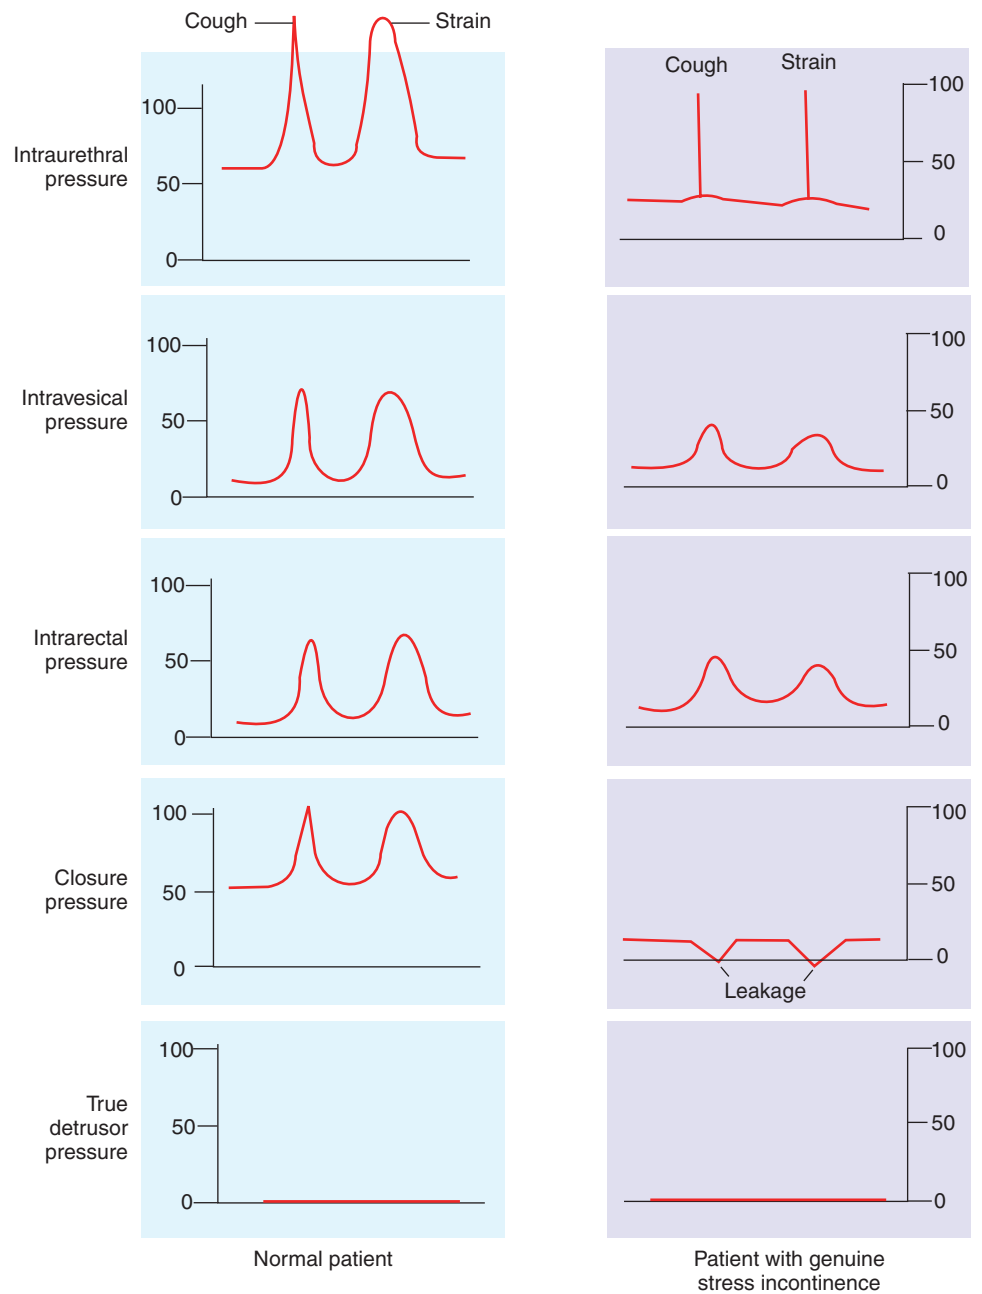 Cough
Strain
100
50
0
Intraurethral
pressure
Cough
Strain
100
50
0
Intravesical
pressure
100
50
0
100
50
0
Intrarectal
pressure
100
50
0
100
50
0
Closure
pressure
100
50
0
100
50
0
Leakage
True
detrusor
pressure
100
50
0
100
50
0
Normal patient
Patient with genuine
stress incontinence